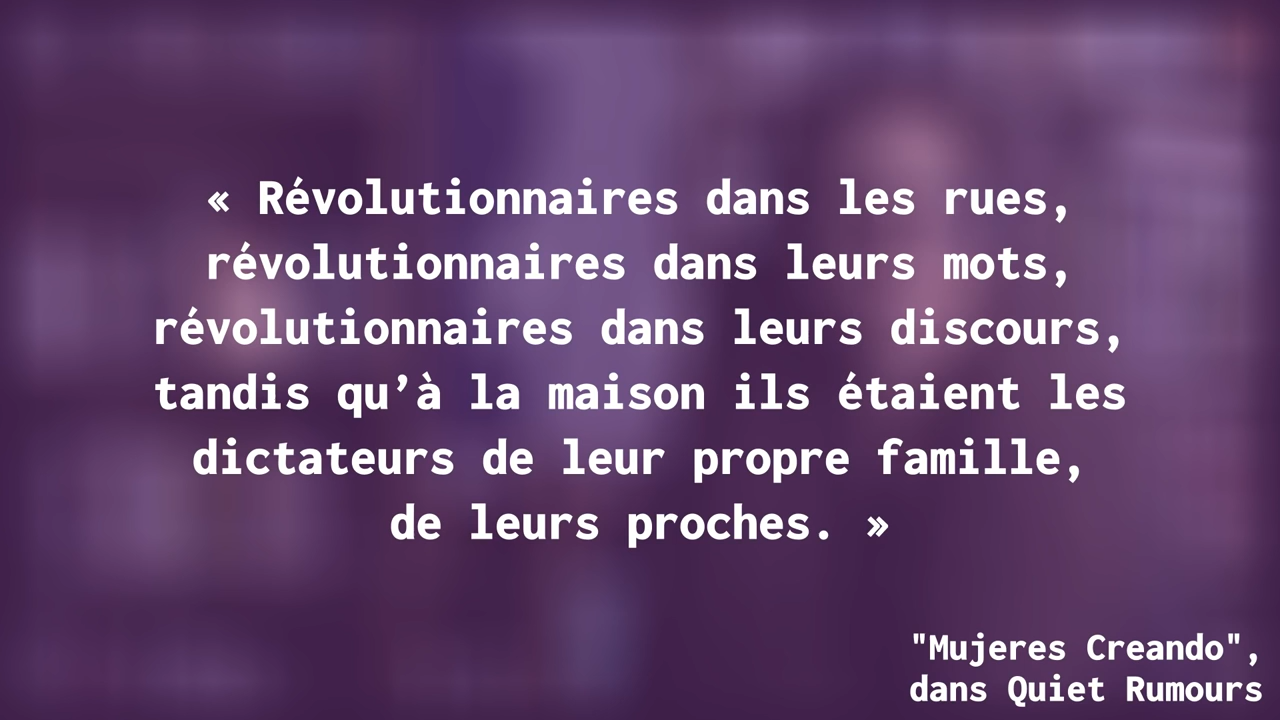 « Révolutionnaires dans les rues,
révolutionnaires dans leurs mots,
révolutionnaires dans leurs discours,
tandis qu’à la maison ils étaient les
dictateurs de leur propre famille,
de leurs proches. »
"Mujeres Creando",
dans Quiet Rumours